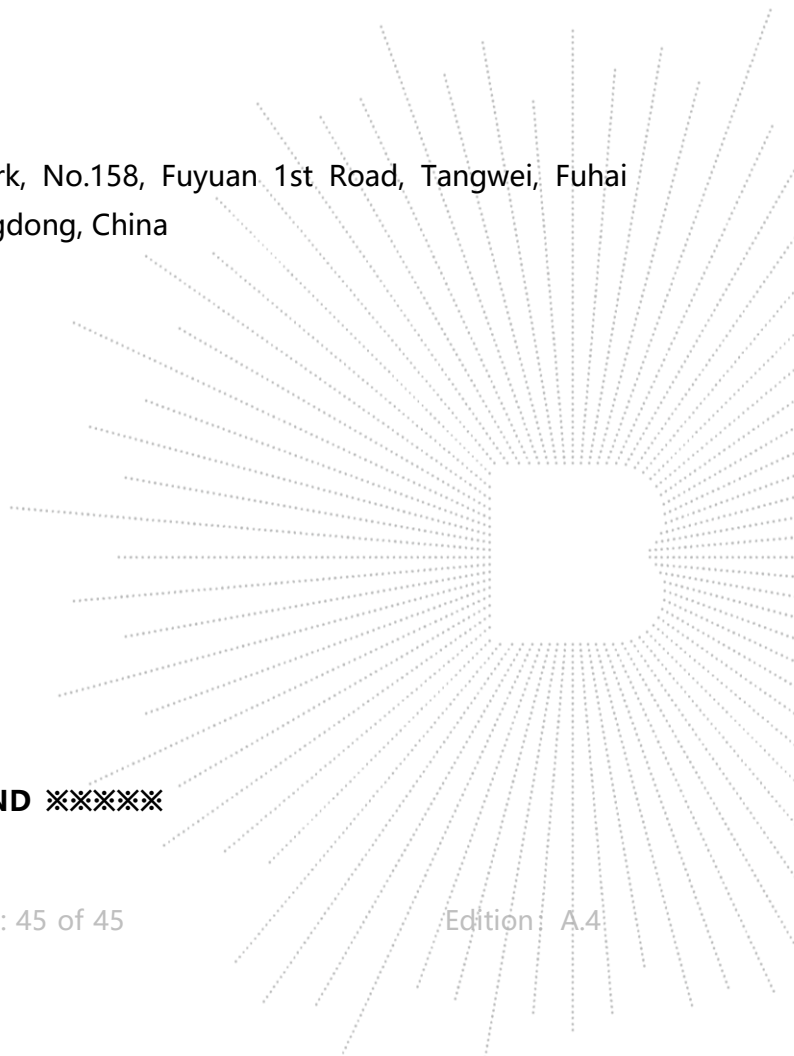 rk, No.158, Fuyuan 1st Road, Tangwei, Fuhai
gdong, China
ND ※※※※※
: 45 of 45 Edition: A.4